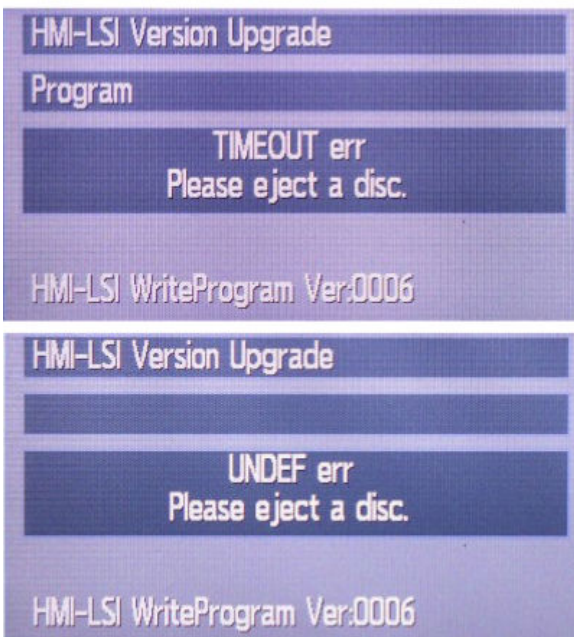 HMI-LSI Version Upgrade
Program
TIMEOUT err
Please eject a disc.
HMI-LSI WriteProgram Ver:0006
HMI-LSI Version Upgrade
UNDEF err
Please eject a disc.
HMI-LSI WriteProgram Ver:0006